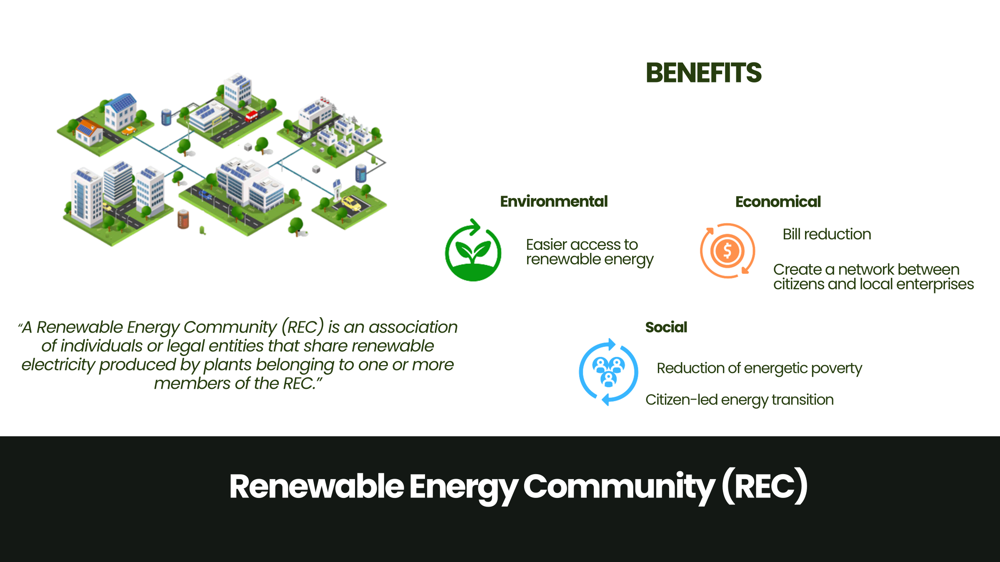 BENEFITS
Environmental
Easier access to
renewable energy
Economical
$
Bill reduction
Create a network between
citizens and local enterprises
Social
Reduction of energetic poverty
Citizen-led energy transition
“A Renewable Energy Community (REC) is an association
of individuals or legal entities that share renewable
electricity produced by plants belonging to one or more
members of the REC.”
Renewable Energy Community (REC)